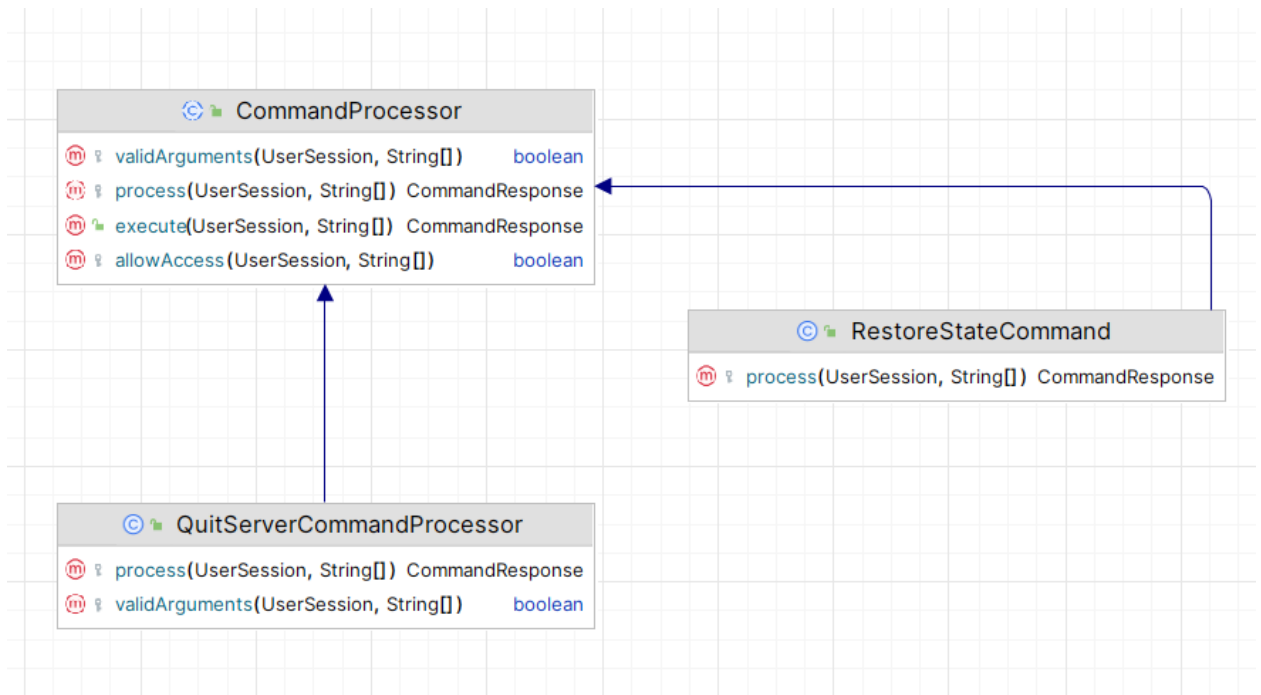 CommandProcessor
validArguments(UserSession, String[]) boolean
process(UserSession, String[]) CommandResponse
execute(UserSession, String[]) CommandResponse
allowAccess(UserSession, String[]) boolean
RestoreStateCommand
process(UserSession, String[]) CommandResponse
QuitServerCommandProcessor
process(UserSession, String[]) CommandResponse
validArguments(UserSession, String[]) boolean